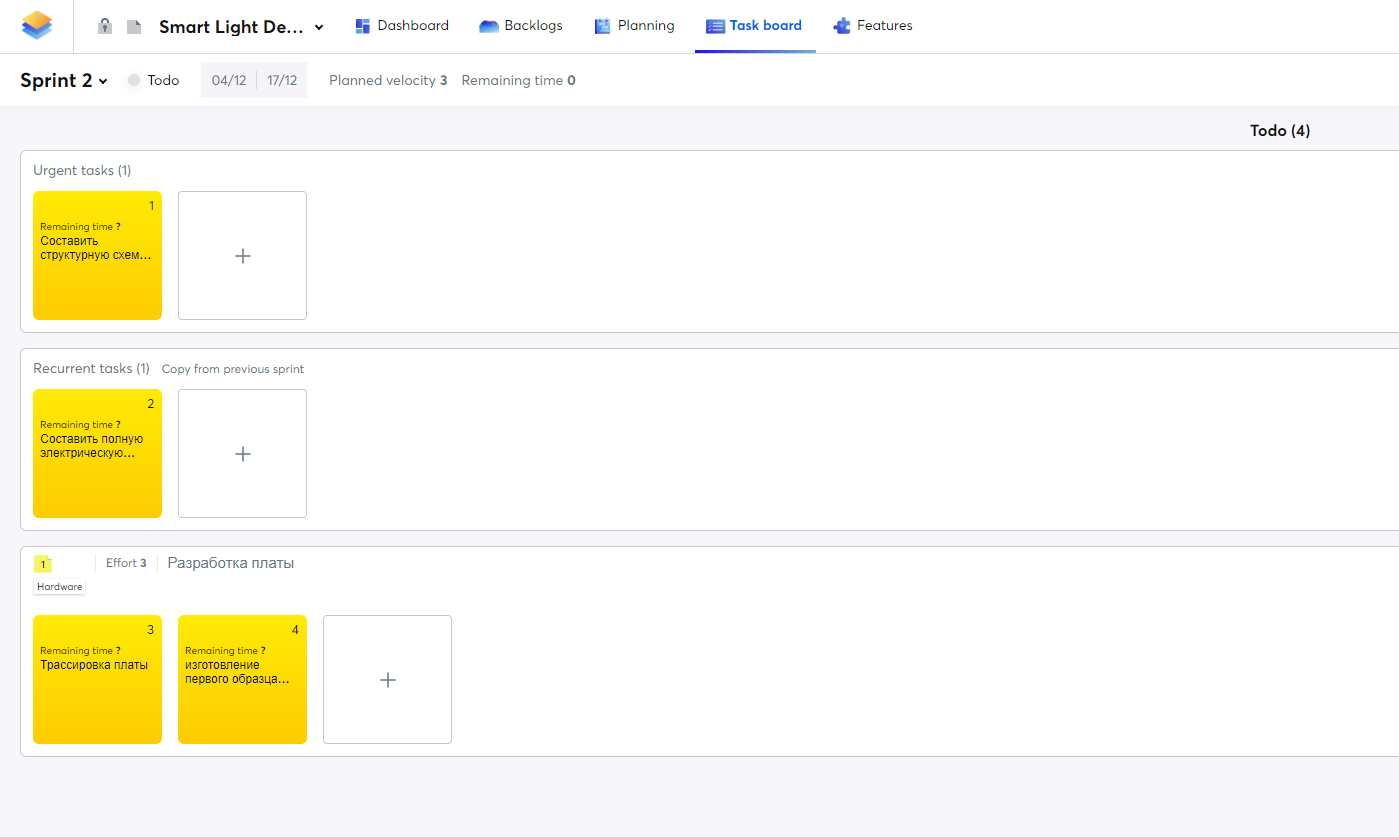 Smart Light De...
Dashboard
Backlogs
Planning
Task board
Features
Sprint 2
Todo
04/12
17/12
Planned velocity 3
Remaining time 0
Todo (4)
Urgent tasks (1)
1
Remaining time ?
Составить
структурную схем...
Recurrent tasks (1)
Copy from previous sprint
2
Remaining time ?
Составить полную
электрическую...
1
Effort 3
Разработка платы
Hardware
3
Remaining time ?
Трассировка платы
4
Remaining time ?
изготовление
первого образца...